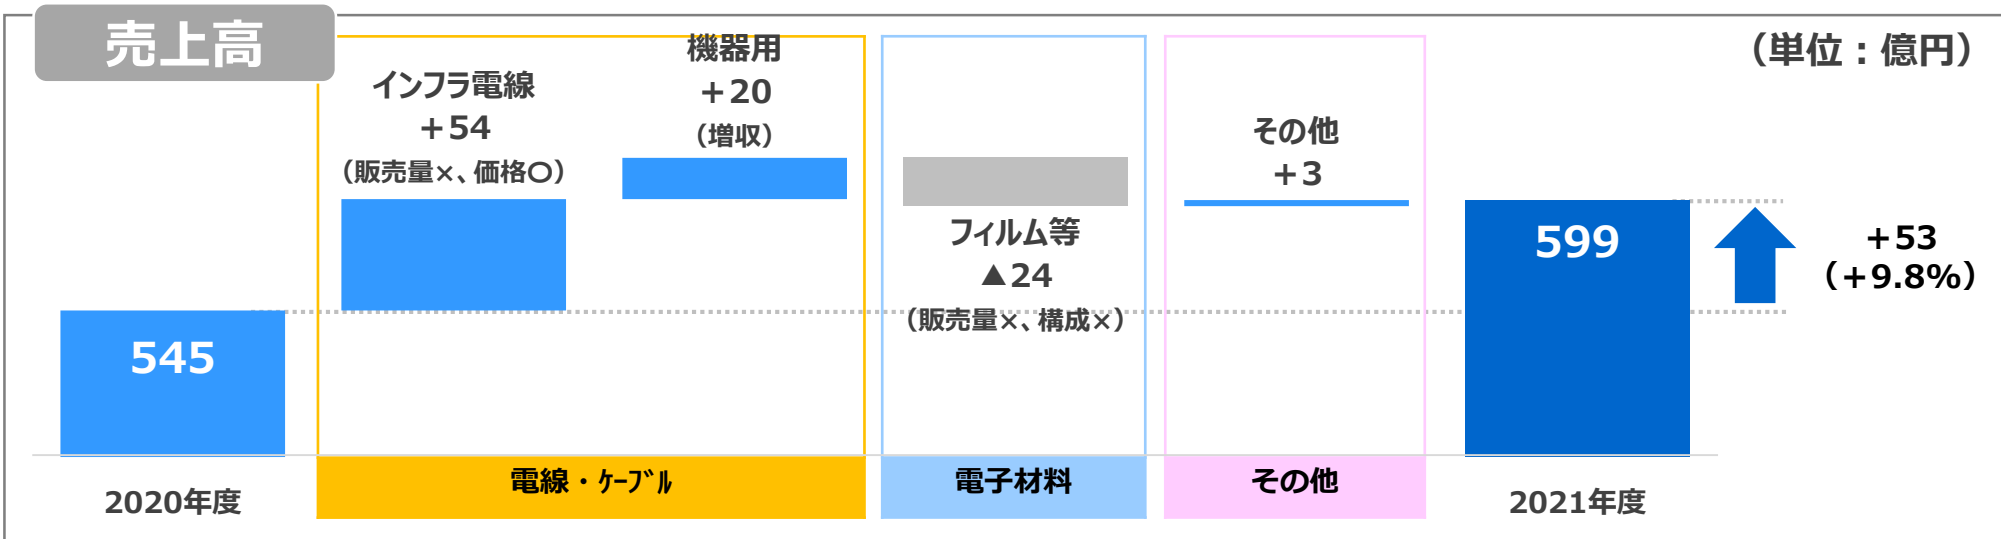 売上高
（単位：億円）
インフラ電線
＋54
（販売量×、価格〇）
機器用
＋20
（増収）
フィルム等
▲24
（販売量×、構成×）
その他
＋3
545
599
＋53
（＋9.8%）
2020年度
電線・ｹｰﾌﾞﾙ
電子材料
その他
2021年度